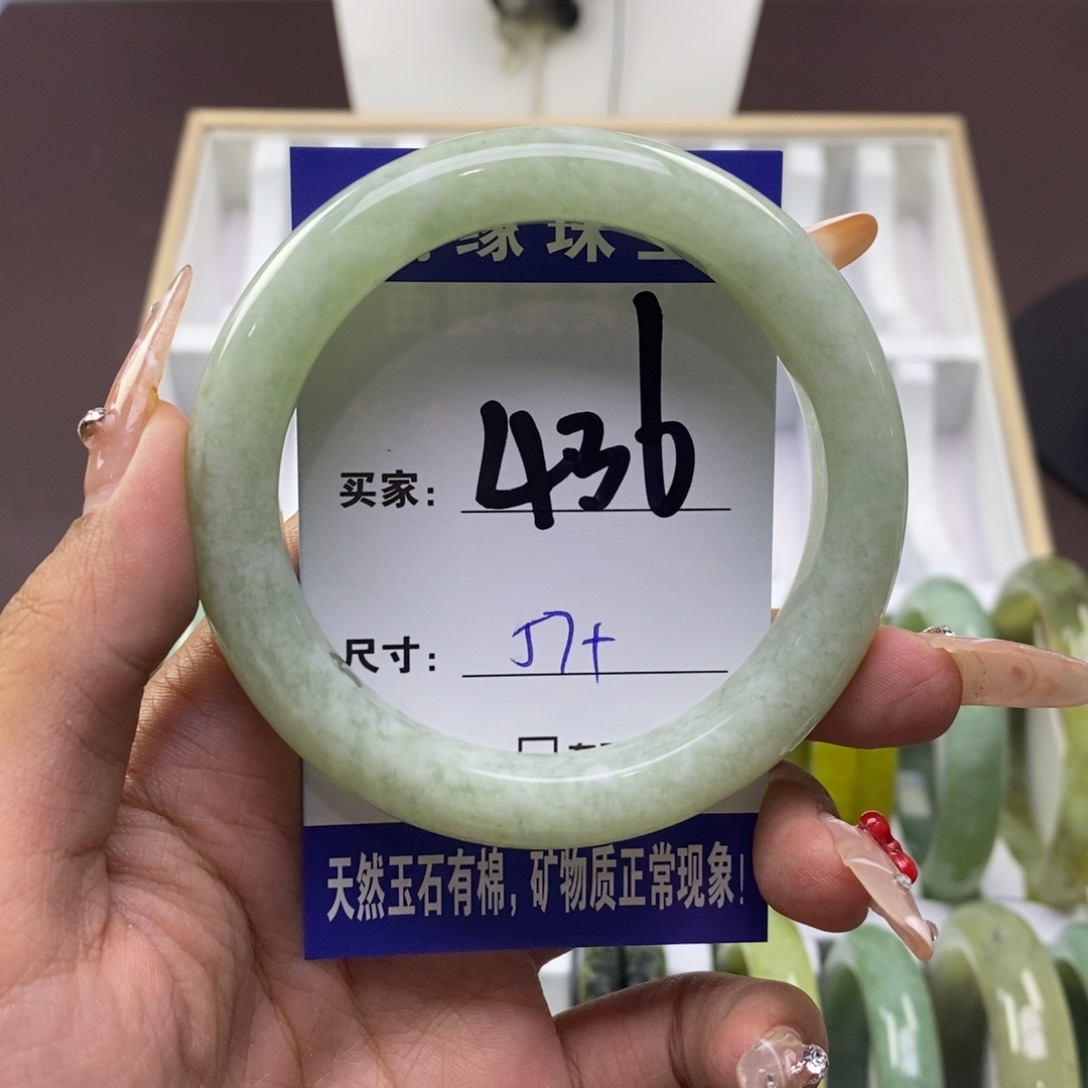 缘珠宝
买家: 436
尺寸: 57+
天然玉石有棉, 矿物质正常现象!